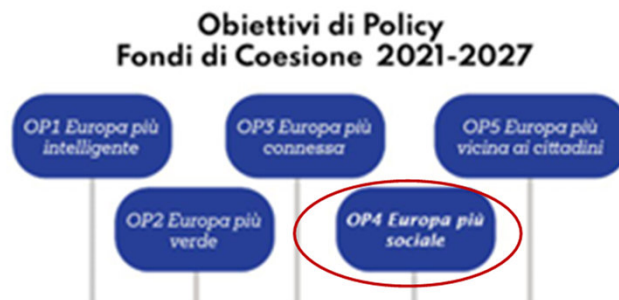 Obiettivi di Policy
Fondi di Coesione 2021-2027
OP1 Europa più
intelligente
OP3 Europa più
connessa
OP5 Europa più
vicina ai cittadini
OP2 Europa più
verde
OP4 Europa più
sociale